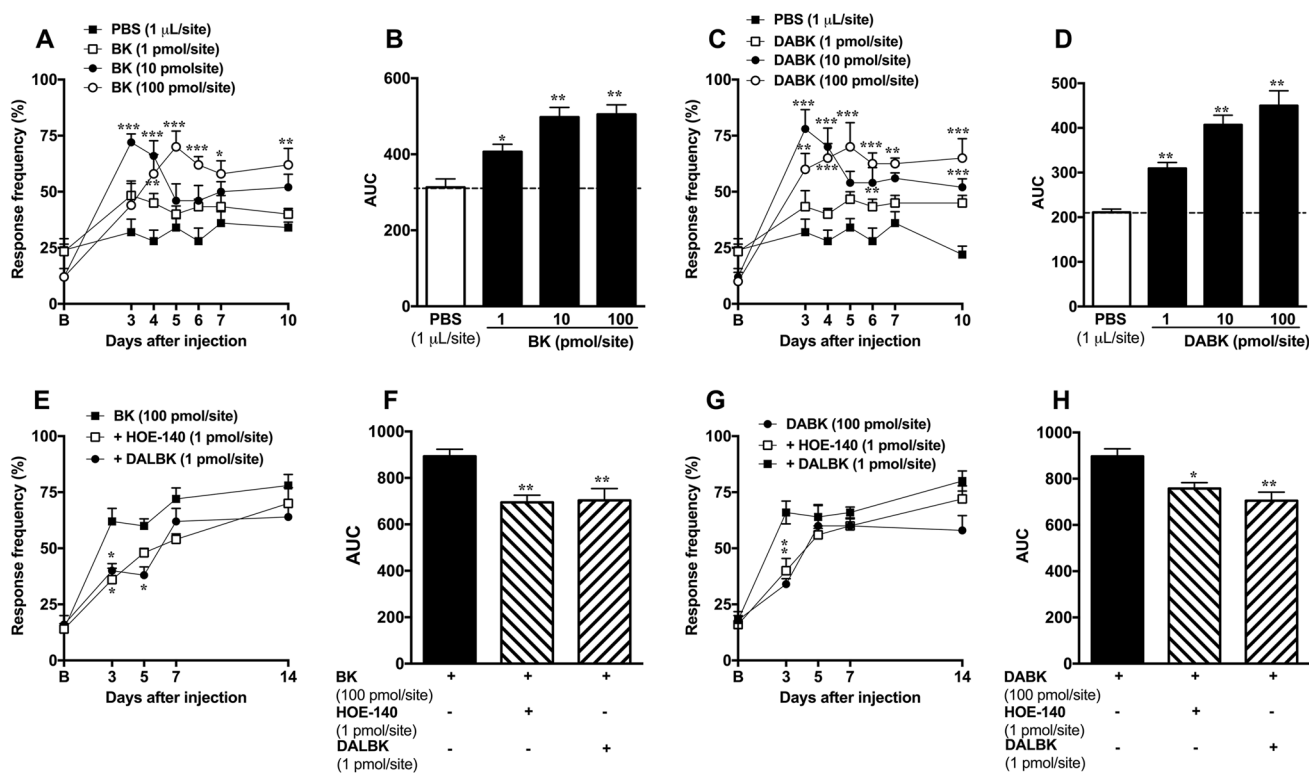 A
PBS (1 μL/site)
BK (1 pmol/site)
BK (10 pmolsite)
BK (100 pmol/site)
Response frequency (%)
100
75
50
25
0
*** *** *** *** * **
**
B 3 4 5 6 7 10
Days after injection
B
AUC
600
400
200
0
* ** **
PBS 1 10 100
(1 μL/site) BK (pmol/site)
C
PBS (1 μL/site)
DABK (1 pmol/site)
DABK (10 pmol/site)
DABK (100 pmol/site)
Response frequency (%)
100
75
50
25
0
*** *** *** *** ** ***
** *** ** ***
B 3 4 5 6 7 10
Days after injection
D
AUC
500
400
300
200
100
0
** ** **
PBS 1 10 100
(1 μL/site) DABK (pmol/site)
E
BK (100 pmol/site)
+ HOE-140 (1 pmol/site)
+ DALBK (1 pmol/site)
Response frequency (%)
100
75
50
25
0
*
* *
B 3 5 7 14
Days after injection
F
AUC
1000
800
600
400
200
0
** **
BK + + +
(100 pmol/site)
HOE-140 - + -
(1 pmol/site)
DALBK - - +
(1 pmol/site)
G
DABK (100 pmol/site)
+ HOE-140 (1 pmol/site)
+ DALBK (1 pmol/site)
Response frequency (%)
100
75
50
25
0
*
*
B 3 5 7 14
Days after injection
H
AUC
1000
800
600
400
200
0
* **
DABK + + +
(100 pmol/site)
HOE-140 - + -
(1 pmol/site)
DALBK - - +
(1 pmol/site)